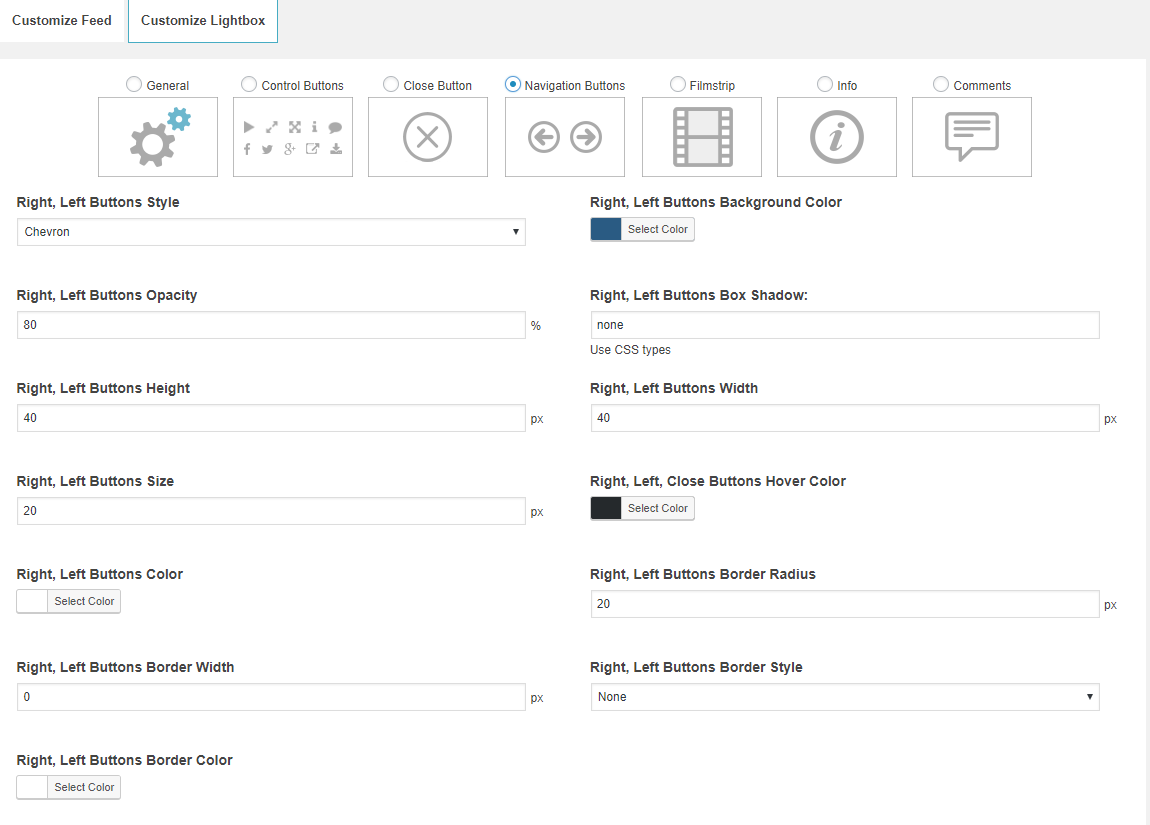 Customize Feed
Customize Lightbox
General
Control Buttons
Close Button
Navigation Buttons
Filmstrip
Info
Comments
Right, Left Buttons Style
Right, Left Buttons Background Color
Chevron
Select Color
Right, Left Buttons Opacity
Right, Left Buttons Box Shadow:
80 %
none
Use CSS types
Right, Left Buttons Height
Right, Left Buttons Width
40 px
40 px
Right, Left Buttons Size
Right, Left, Close Buttons Hover Color
20 px
Select Color
Right, Left Buttons Color
Right, Left Buttons Border Radius
Select Color
20 px
Right, Left Buttons Border Width
Right, Left Buttons Border Style
0 px
None
Right, Left Buttons Border Color
Select Color